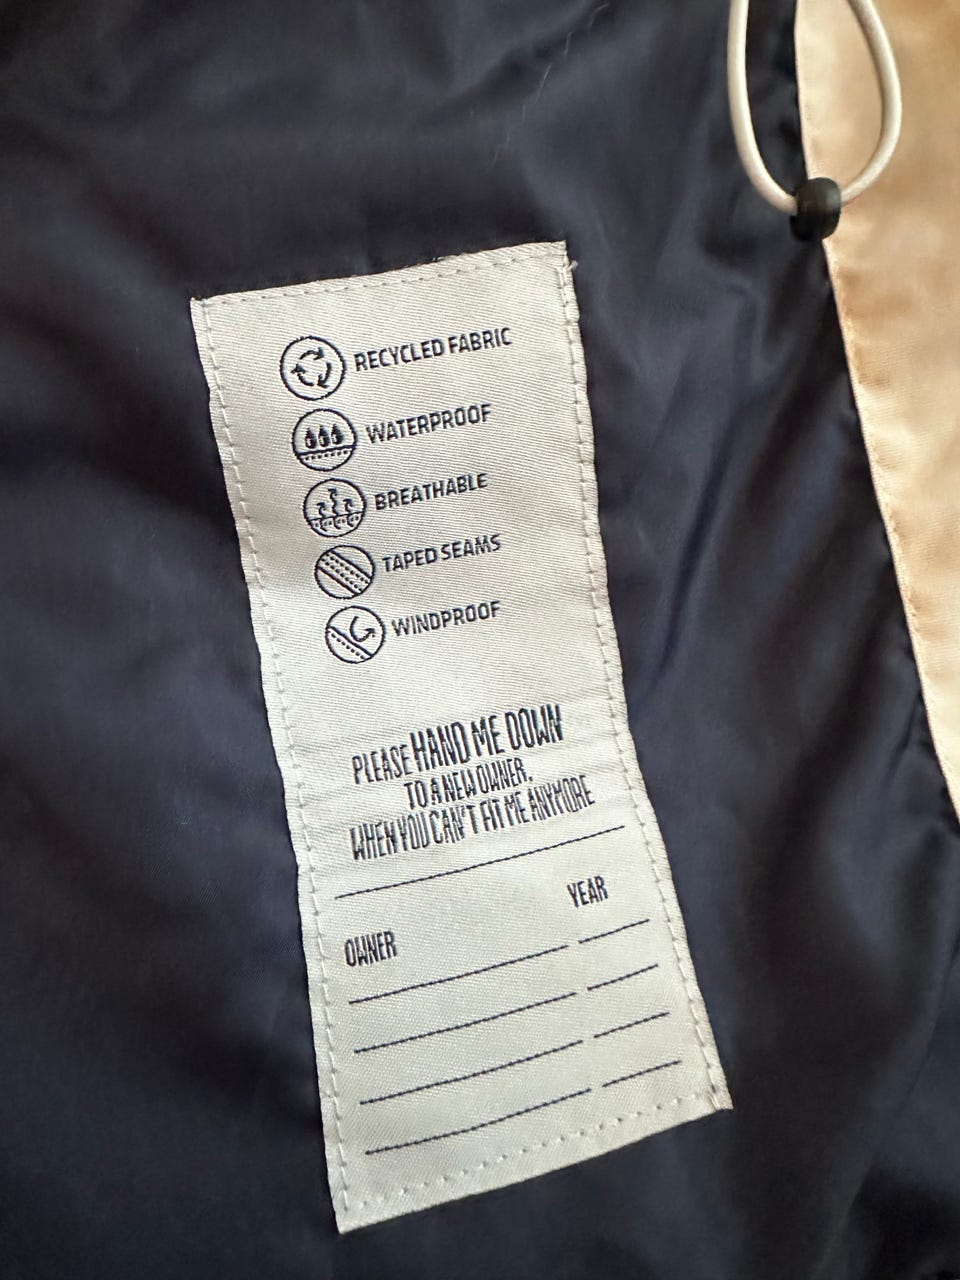 RECYCLED FABRIC
WATERPROOF
BREATHABLE
TAPED SEAMS
WINDPROOF
PLEASE HAND ME DOWN
TO A NEW OWNER,
WHEN YOU CAN'T FIT ME ANYMORE
OWNER YEAR